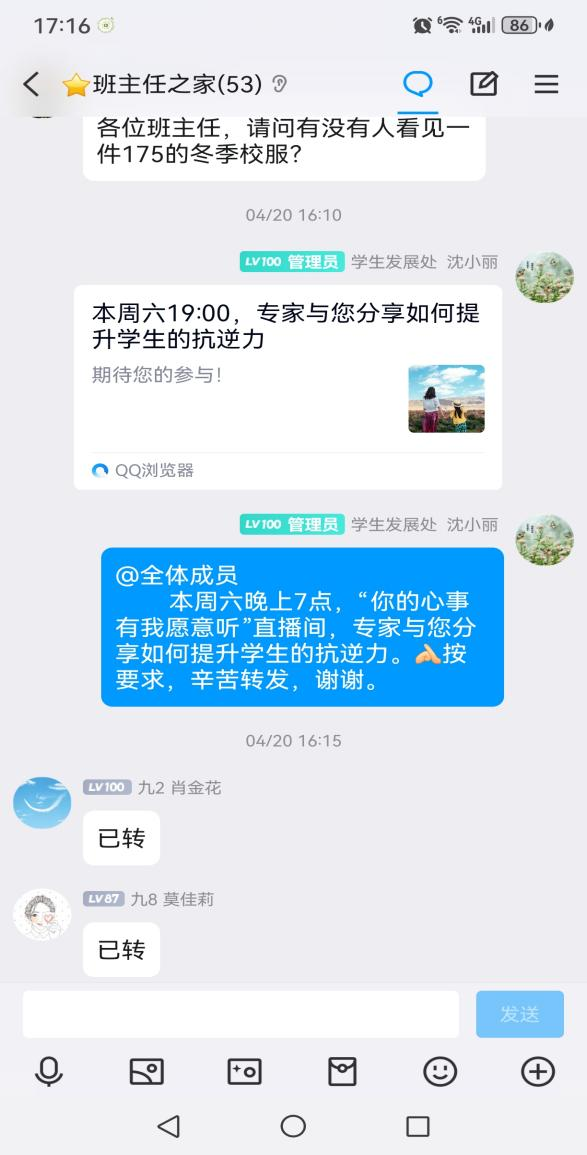 17:16
6 4G 86
班主任之家(53)
各位班主任，请问有没有人看见一
件175的冬季校服？
04/20 16:10
LV100 管理员 学生发展处 沈小丽
本周六19:00，专家与您分享如何提
升学生的抗逆力
期待您的参与！
QQ浏览器
LV100 管理员 学生发展处 沈小丽
@全体成员
本周六晚上7点，“你的心事
有我愿意听”直播间，专家与您分
享如何提升学生的抗逆力。🙏按
要求，辛苦转发，谢谢。
04/20 16:15
LV100 九2 肖金花
已转
LV87 九8 莫佳莉
已转
发送